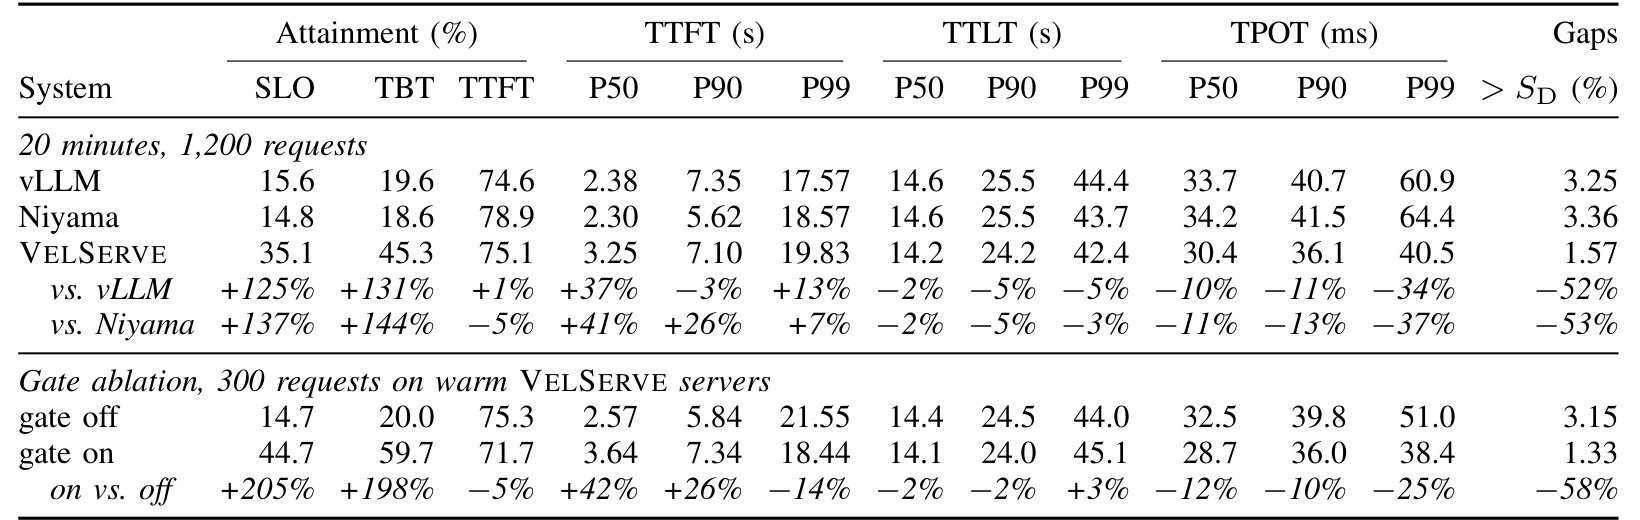 Attainment (%) TTFT (s) TTLT (s) TPOT (ms) Gaps
System SLO TBT TTFT P50 P90 P99 P50 P90 P99 P50 P90 P99 > S_D (%)
20 minutes, 1,200 requests
vLLM 15.6 19.6 74.6 2.38 7.35 17.57 14.6 25.5 44.4 33.7 40.7 60.9 3.25
Niyama 14.8 18.6 78.9 2.30 5.62 18.57 14.6 25.5 43.7 34.2 41.5 64.4 3.36
VELSERVE 35.1 45.3 75.1 3.25 7.10 19.83 14.2 24.2 42.4 30.4 36.1 40.5 1.57
vs. vLLM +125% +131% +1% +37% −3% +13% −2% −5% −5% −10% −11% −34% −52%
vs. Niyama +137% +144% −5% +41% +26% +7% −2% −5% −3% −11% −13% −37% −53%
Gate ablation, 300 requests on warm VELSERVE servers
gate off 14.7 20.0 75.3 2.57 5.84 21.55 14.4 24.5 44.0 32.5 39.8 51.0 3.15
gate on 44.7 59.7 71.7 3.64 7.34 18.44 14.1 24.0 45.1 28.7 36.0 38.4 1.33
on vs. off +205% +198% −5% +42% +26% −14% −2% −2% +3% −12% −10% −25% −58%